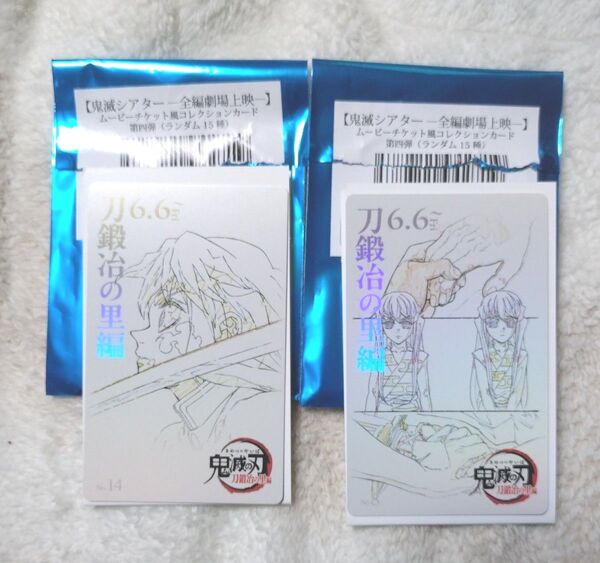 【鬼滅シアター ―全編劇場上映―】
ムービーチケット風コレクションカード
第四弾（ランダム15種）
【鬼滅シアター ―全編劇場上映―】
ムービーチケット風コレクションカード
第四弾（ランダム15種）
6.6
刀鍛冶の里編
鬼滅の刃
刀鍛冶の里編
No.14
6.6
刀鍛冶の里編
鬼滅の刃
刀鍛冶の里編